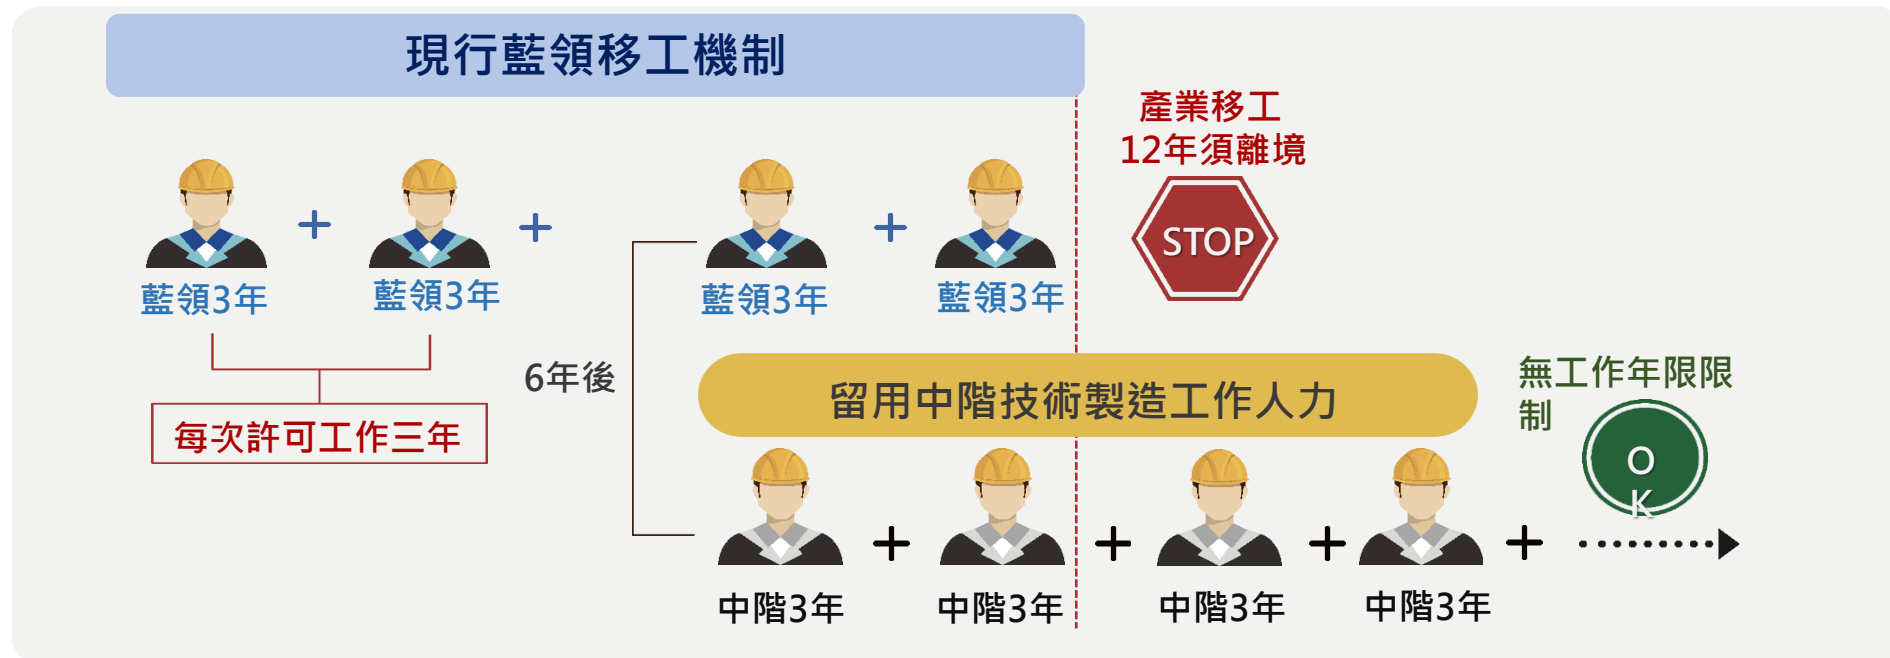 現行藍領移工機制
產業移工
12年須離境
STOP
藍領3年
藍領3年
藍領3年
藍領3年
每次許可工作三年
6年後
留用中階技術製造工作人力
無工作年限限
制
O
K
中階3年
中階3年
中階3年
中階3年